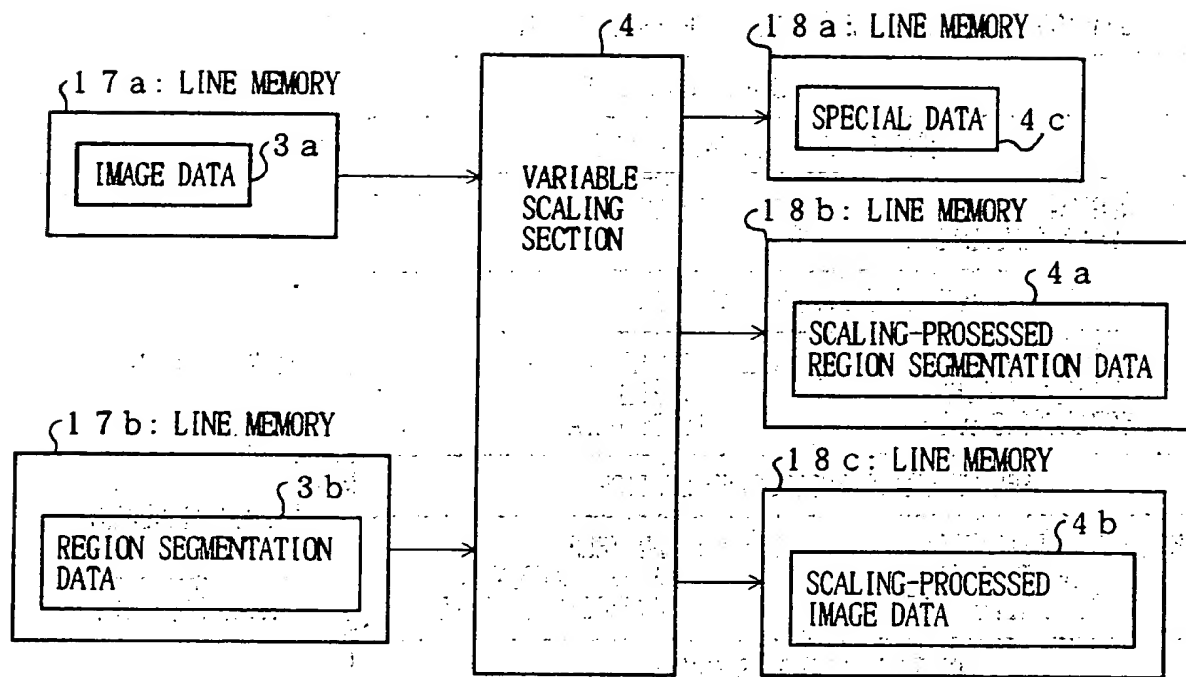 17a: LINE MEMORY
3a
IMAGE DATA
17b: LINE MEMORY
3b
REGION SEGMENTATION
DATA
4
VARIABLE
SCALING
SECTION
18a: LINE MEMORY
SPECIAL DATA
4c
18b: LINE MEMORY
4a
SCALING-PROSESSED
REGION SEGMENTATION DATA
18c: LINE MEMORY
4b
SCALING-PROCESSED
IMAGE DATA